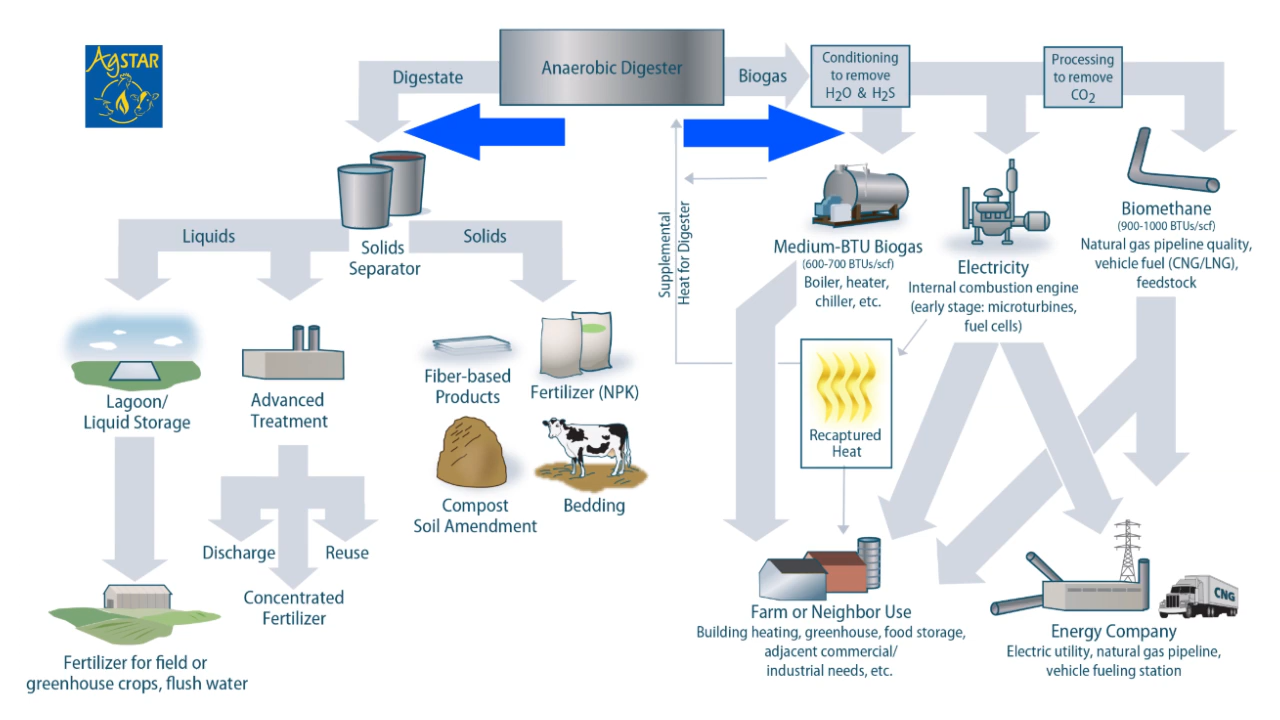 AgSTAR
Anaerobic Digester
Digestate
Biogas
Conditioning
to remove
H2O & H2S
Processing
to remove
CO2
Solids
Separator
Liquids
Solids
Lagoon/
Liquid Storage
Advanced
Treatment
Fiber-based
Products
Fertilizer (NPK)
Compost
Soil Amendment
Bedding
Discharge
Reuse
Concentrated
Fertilizer
Fertilizer for field or
greenhouse crops, flush water
Supplemental
Heat for Digester
Medium-BTU Biogas
(600-700 BTUs/scf)
Boiler, heater,
chiller, etc.
Electricity
Internal combustion engine
(early stage: microturbines,
fuel cells)
Biomethane
(900-1000 BTUs/scf)
Natural gas pipeline quality,
vehicle fuel (CNG/LNG),
feedstock
Recaptured
Heat
Farm or Neighbor Use
Building heating, greenhouse, food storage,
adjacent commercial/
industrial needs, etc.
CNG
Energy Company
Electric utility, natural gas pipeline,
vehicle fueling station